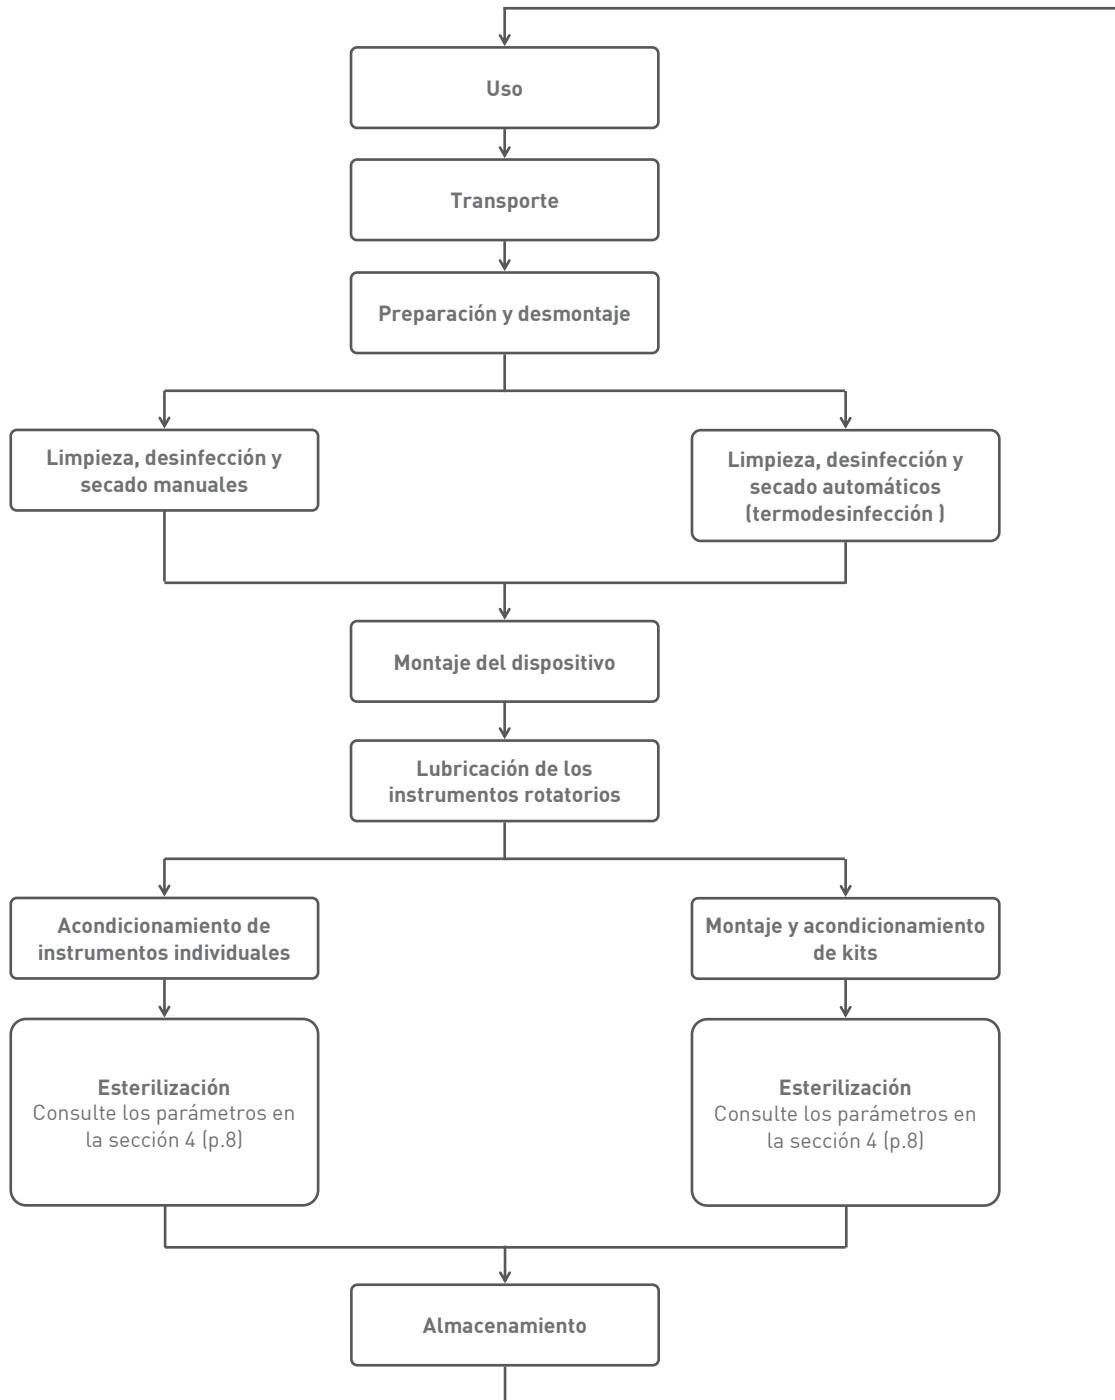 Uso
Transporte
Preparación y desmontaje
Limpieza, desinfección y
secado manuales
Limpieza, desinfección y
secado automáticos
(termodesinfección )
Montaje del dispositivo
Lubricación de los
instrumentos rotatorios
Acondicionamiento de
instrumentos individuales
Montaje y acondicionamiento
de kits
Esterilización
Consulte los parámetros en
la sección 4 (p.8)
Esterilización
Consulte los parámetros en
la sección 4 (p.8)
Almacenamiento